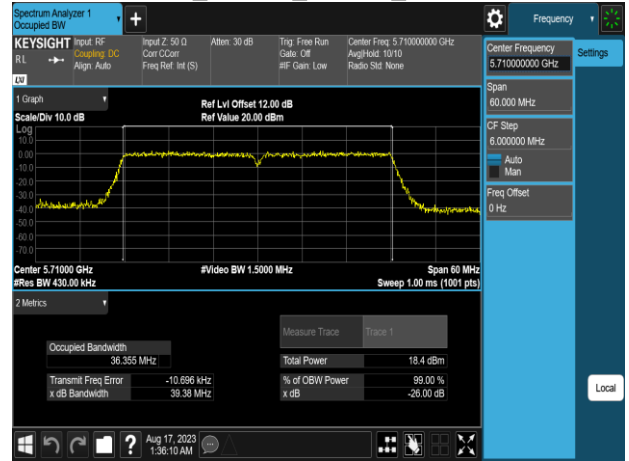 Spectrum Analyzer 1
Occupied BW
Frequency
KEYSIGHT Input: RF Input Z: 50 Ω Atten: 30 dB Trig: Free Run Center Freq: 5.710000000 GHz
RL Coupling: DC Corr CCorr Gate: Off Avg|Hold: 10/10
Align: Auto Freq Ref: Int (S) #IF Gain: Low Radio Std: None
LXI
Center Frequency
5.710000000 GHz
Settings
Span
60.000 MHz
CF Step
6.000000 MHz
Auto
Man
Freq Offset
0 Hz
Local
1 Graph
Ref Lvl Offset 12.00 dB
Scale/Div 10.0 dB Ref Value 20.00 dBm
Log
10.0
0.00
-10.0
-20.0
-30.0
-40.0
-50.0
-60.0
-70.0
Center 5.71000 GHz #Video BW 1.5000 MHz Span 60 MHz
#Res BW 430.00 kHz Sweep 1.00 ms (1001 pts)
2 Metrics
Measure Trace Trace 1
Occupied Bandwidth
36.355 MHz Total Power 18.4 dBm
Transmit Freq Error -10.696 kHz % of OBW Power 99.00 %
x dB Bandwidth 39.38 MHz x dB -26.00 dB
Aug 17, 2023
1:36:10 AM